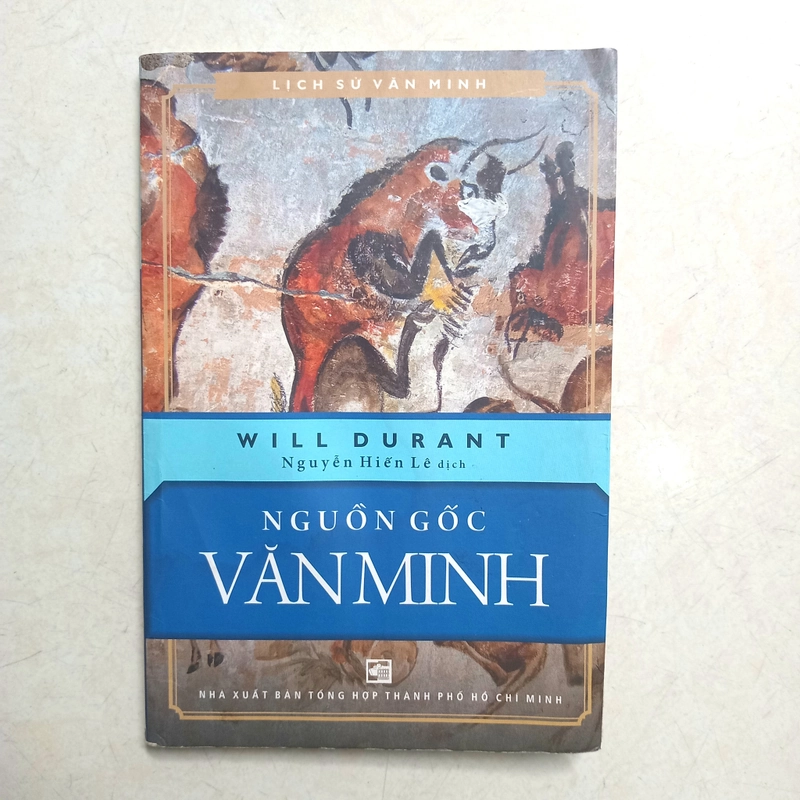 LỊCH SỬ VĂN MINH
WILL DURANT
Nguyễn Hiến Lê dịch
NGUỒN GỐC
VĂN MINH
NHÀ XUẤT BẢN TỔNG HỢP THÀNH PHỐ HỒ CHÍ MINH